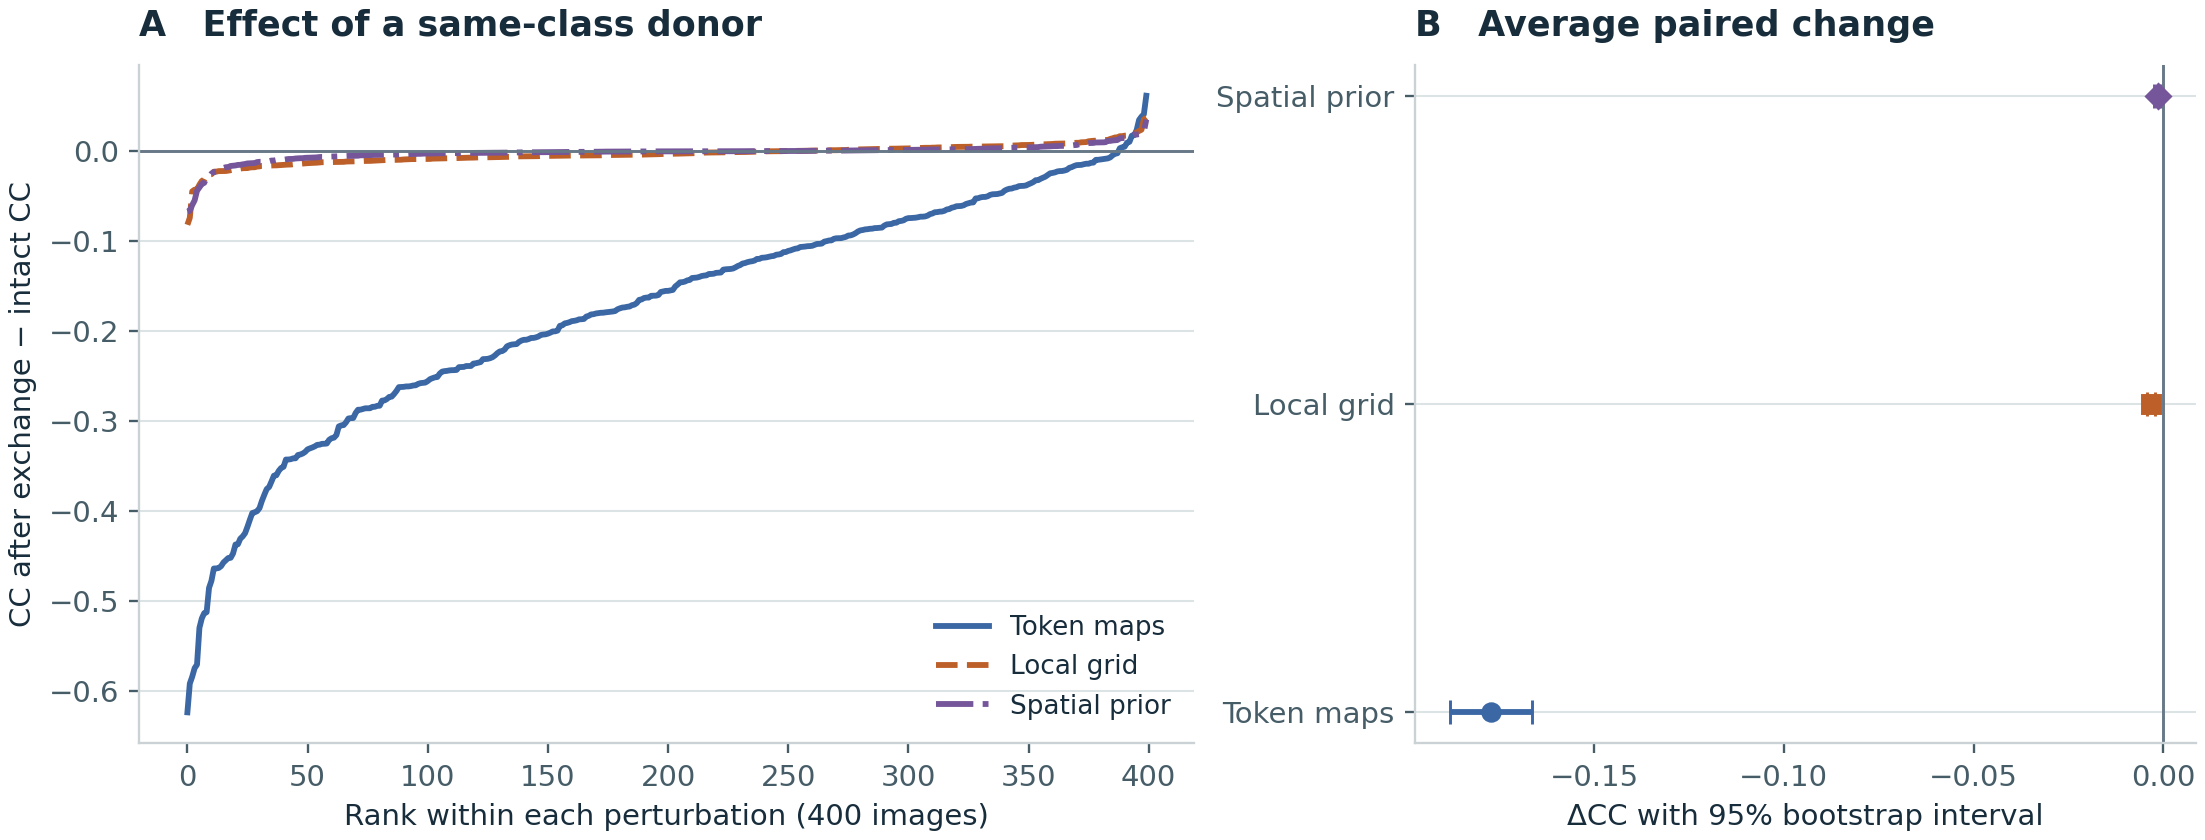 A Effect of a same-class donor
CC after exchange − intact CC
0.0
−0.1
−0.2
−0.3
−0.4
−0.5
−0.6
Token maps
Local grid
Spatial prior
0 50 100 150 200 250 300 350 400
Rank within each perturbation (400 images)
B Average paired change
Spatial prior
Local grid
Token maps
−0.15 −0.10 −0.05 0.00
ΔCC with 95% bootstrap interval